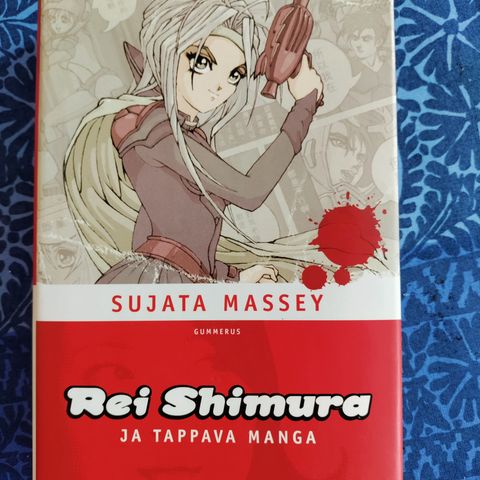 SUJATA MASSEY
GUMMERUS
Rei Shimura
JA TAPPAVA MANGA